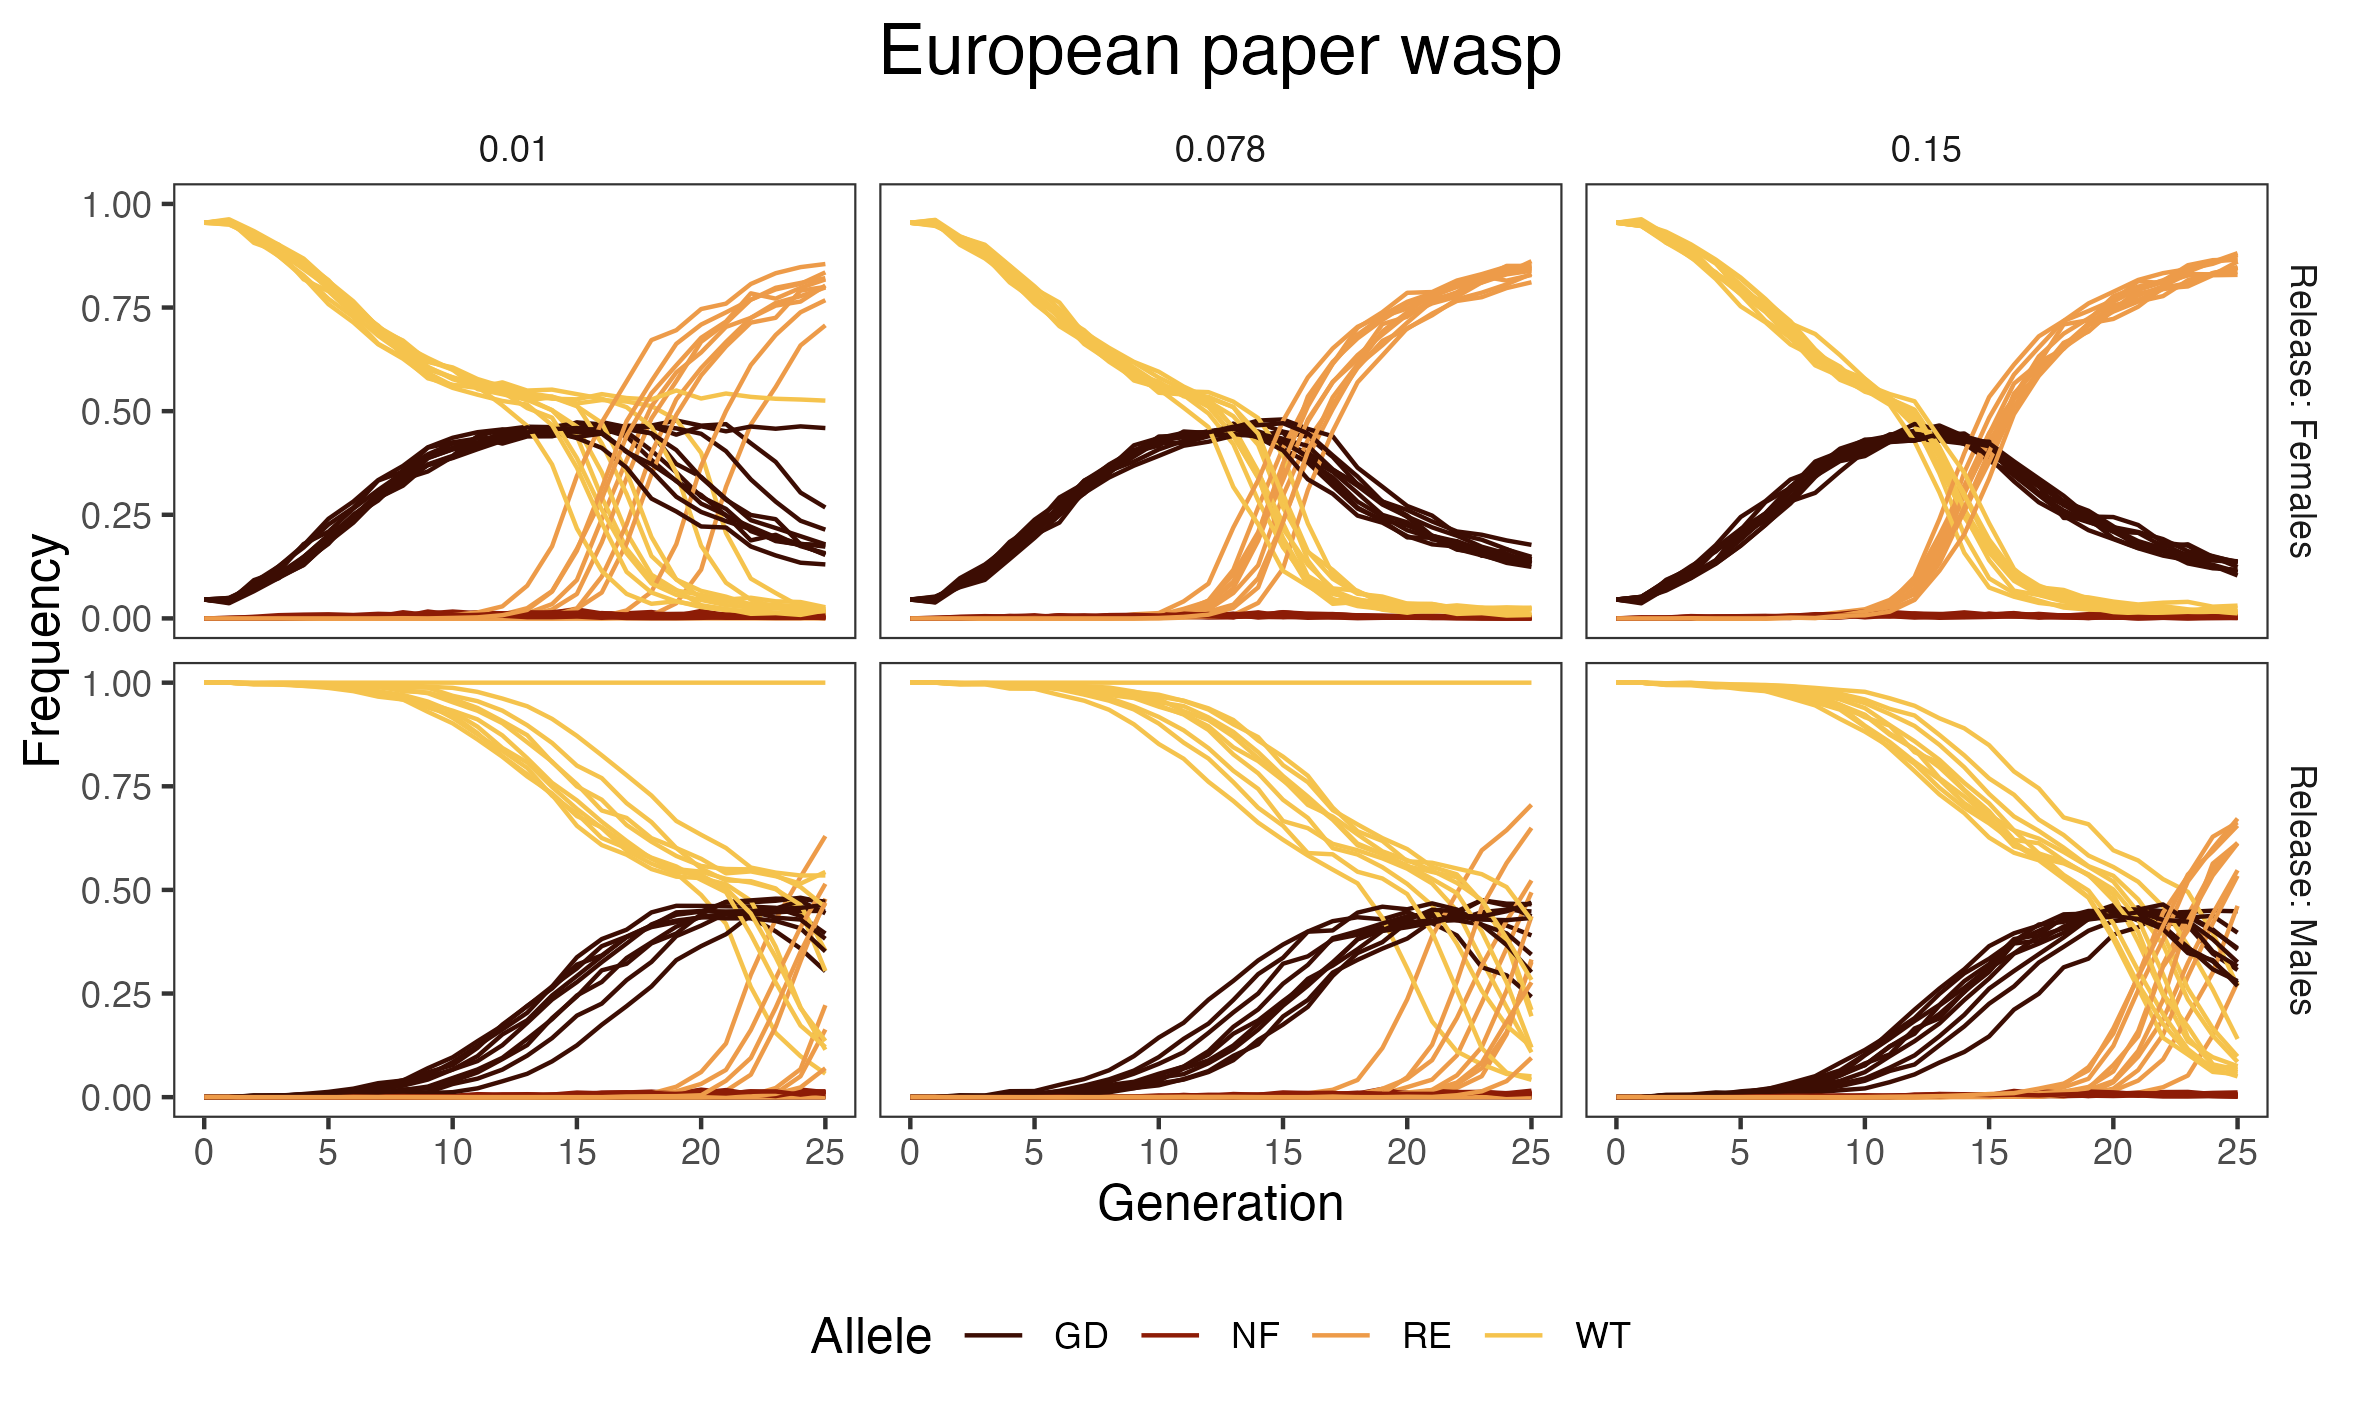 European paper wasp
0.01 0.078 0.15
1.00
0.75
0.50
0.25
0.00
Release: Females
Frequency
1.00
0.75
0.50
0.25
0.00
Release: Males
0 5 10 15 20 25 0 5 10 15 20 25 0 5 10 15 20 25
Generation
Allele GD NF RE WT